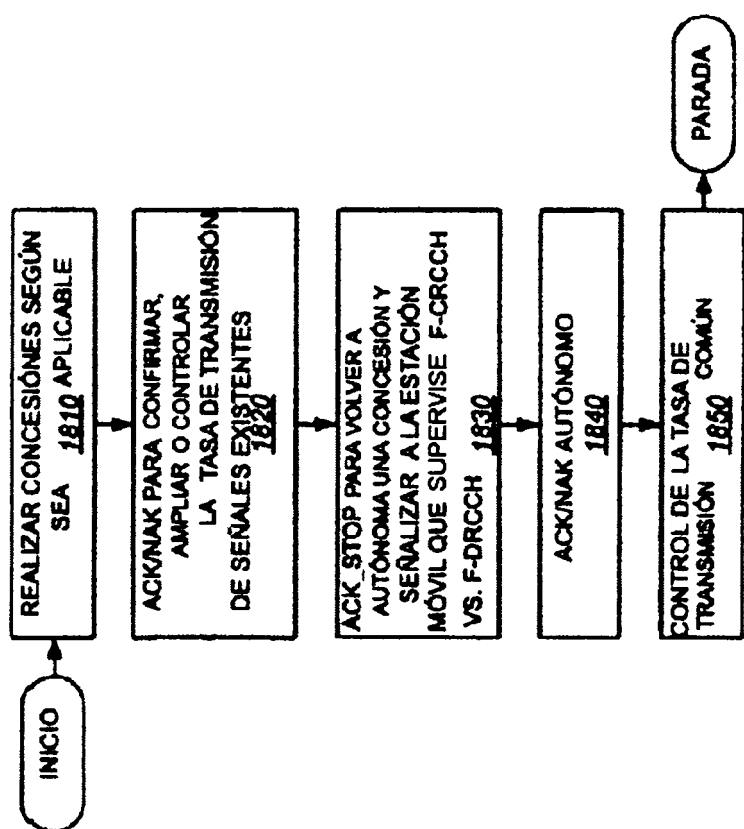 INICIO
REALIZAR CONCESIÓNES SEGÚN
SEA 1810 APLICABLE
ACK/NAK PARA CONFIRMAR,
AMPLIAR O CONTROLAR
LA TASA DE TRANSMISIÓN
DE SEÑALES EXISTENTES
1820
ACK_STOP PARA VOLVER A
AUTÓNOMA UNA CONCESIÓN Y
SEÑALIZAR A LA ESTACIÓN
MÓVIL QUE SUPERVISE F-CRCCH
VS. F-DRCCH 1830
ACK/NAK AUTÓNOMO
1840
CONTROL DE LA TASA DE
TRANSMISIÓN 1850 COMÚN
PARADA